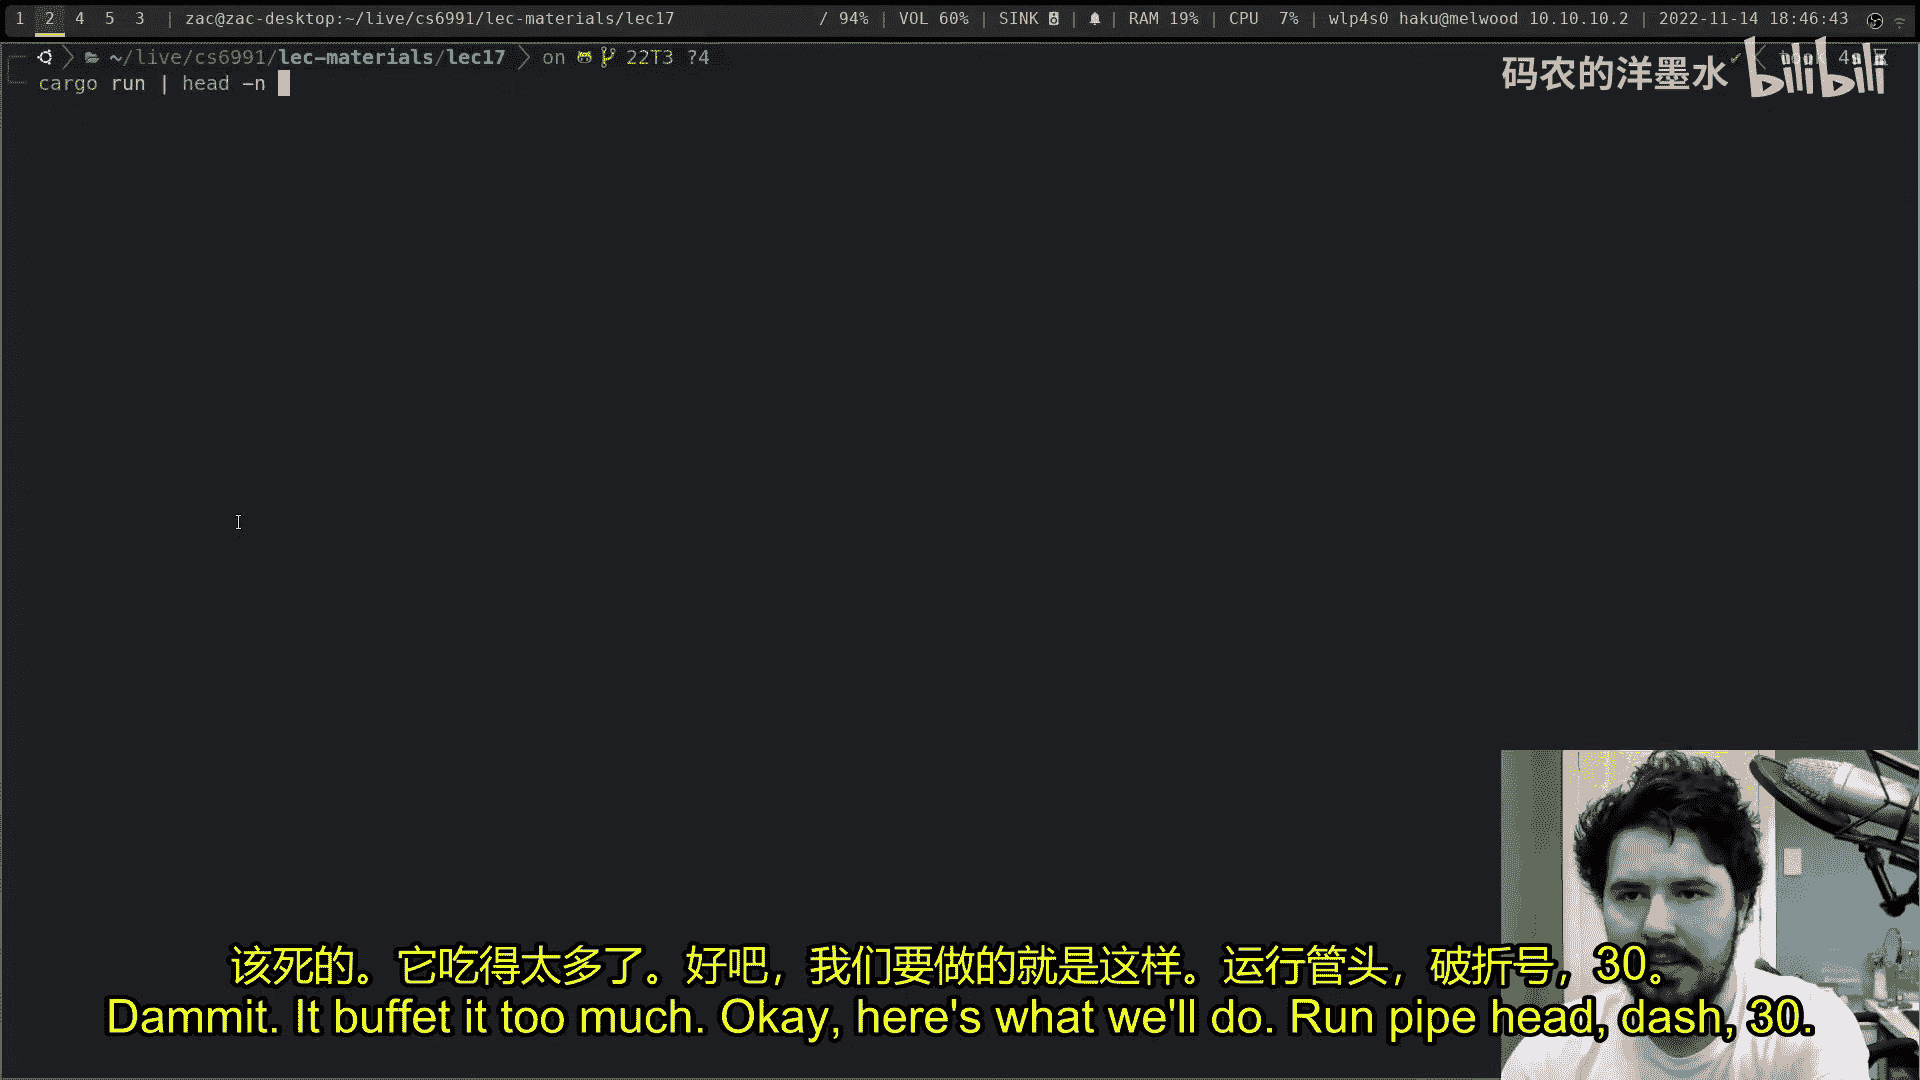 1 2 4 5 3 | zac@zac-desktop:~/live/cs6991/lec-materials/lec17 / 94% | VOL 60% | SINK | | RAM 19% | CPU 7% | wlp4s0 haku@melwood 10.10.10.2 | 2022-11-14 18:46:43
~/live/cs6991/lec-materials/lec17 on 22T3 ?4
cargo run | head -n
码农的洋墨水 bilibili
该死的。它吃得太多了。好吧，我们要做的就是这样。运行管头，破折号，30。
Dammit. It buffet it too much. Okay, here's what we'll do. Run pipe head, dash, 30.